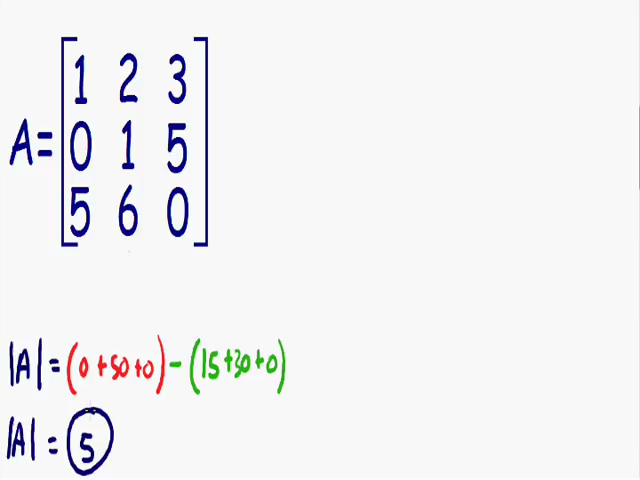 1 2 3
A= 0 1 5
5 6 0
|A| = (0+50+0) - (15+30+0)
|A| = 5